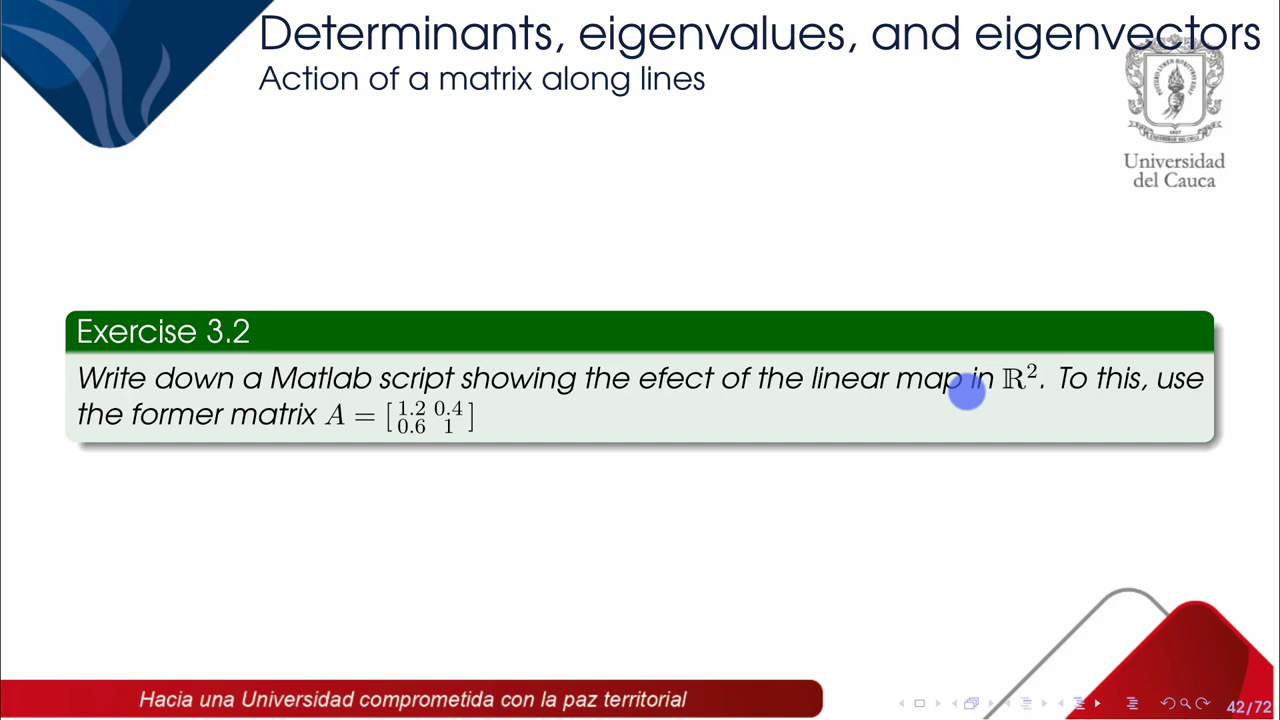 Determinants, eigenvalues, and eigenvectors
Action of a matrix along lines
Universidad
del Cauca
Exercise 3.2
Write down a Matlab script showing the efect of the linear map in ℝ². To this, use
the former matrix A = [1.2 0.4
0.6 1]
Hacia una Universidad comprometida con la paz territorial
42/72